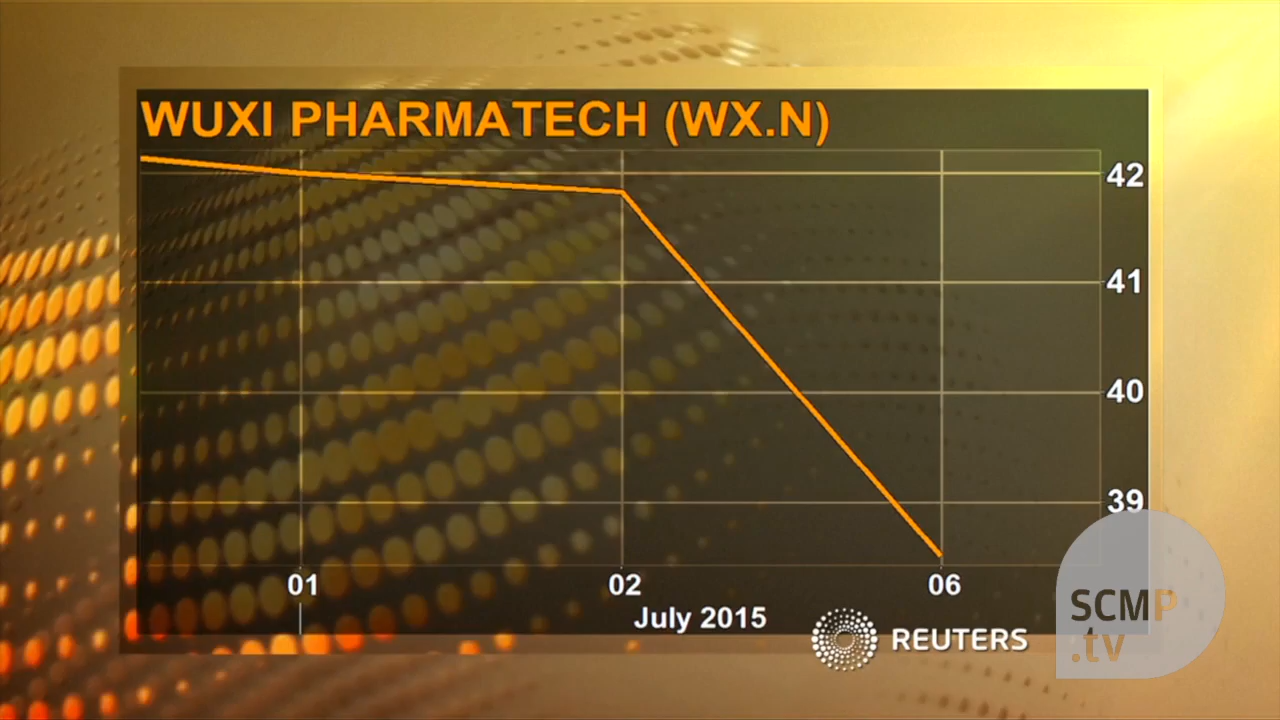 WUXI PHARMATECH (WX.N)
42
41
40
39
01 02 06
July 2015
REUTERS
SCMP
.tv